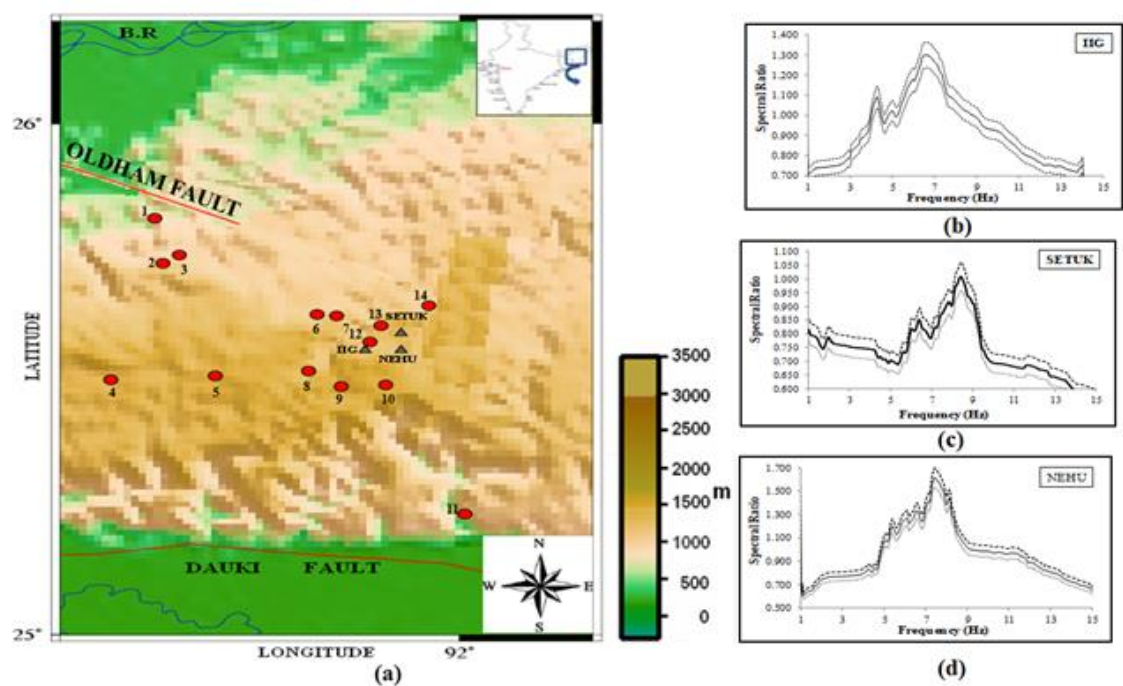 B.R
26°
OLDHAM FAULT
1
2
3
14
13
SETUK
6
7
12
IIG
NEHU
8
4
5
9
10
11
LATITUDE
DAUKI FAULT
N
W
E
S
25°
LONGITUDE
92°
(a)
3500
3000
2500
2000
1500
1000
500
0
m
IIG
Spectral Ratio
1.400
1.300
1.200
1.100
1.000
0.900
0.800
0.700
1 3 5 7 9 11 13 15
Frequency (Hz)
(b)
SETUK
Spectral Ratio
1.100
1.050
1.000
0.950
0.900
0.850
0.800
0.750
0.700
0.650
0.600
1 3 5 7 9 11 13 15
Frequency (Hz)
(c)
NEHU
Spectral Ratio
1.700
1.500
1.300
1.100
0.900
0.700
0.500
1 3 5 7 9 11 13 15
Frequency (Hz)
(d)